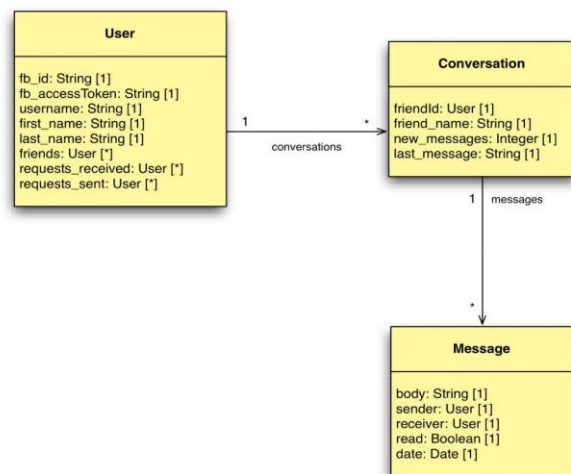 User
fb_id: String [1]
fb_accessToken: String [1]
username: String [1]
first_name: String [1]
last_name: String [1]
friends: User [*]
requests_received: User [*]
requests_sent: User [*]
1
*
conversations
Conversation
friendId: User [1]
friend_name: String [1]
new_messages: Integer [1]
last_message: String [1]
1
messages
*
Message
body: String [1]
sender: User [1]
receiver: User [1]
read: Boolean [1]
date: Date [1]